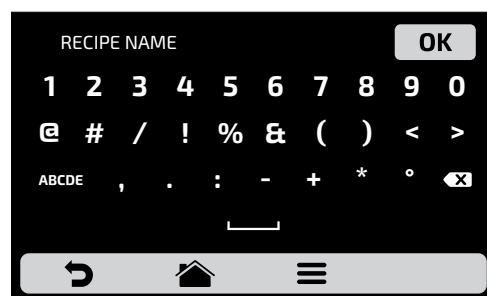 RECIPE NAME OK
1 2 3 4 5 6 7 8 9 0
@ # / ! % & ( ) < >
ABCDE , . : - + * °